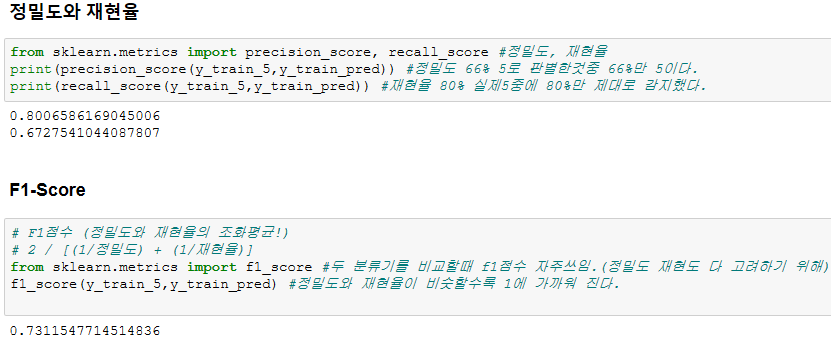 정밀도와 재현율
from sklearn.metrics import precision_score, recall_score #정밀도, 재현율
print(precision_score(y_train_5,y_train_pred)) #정밀도 66% 5로 판별한것중 66%만 5이다.
print(recall_score(y_train_5,y_train_pred)) #재현율 80% 실제5중에 80%만 제대로 감지했다.
0.8006586169045006
0.6727541044087807
F1-Score
# F1점수 (정밀도와 재현율의 조화평균!)
# 2 / [(1/정밀도) + (1/재현율)]
from sklearn.metrics import f1_score #두 분류기를 비교할때 f1점수 자주쓰임.(정밀도 재현도 다 고려하기 위해)
f1_score(y_train_5,y_train_pred) #정밀도와 재현율이 비슷할수록 1에 가까워 진다.
0.7311547714514836